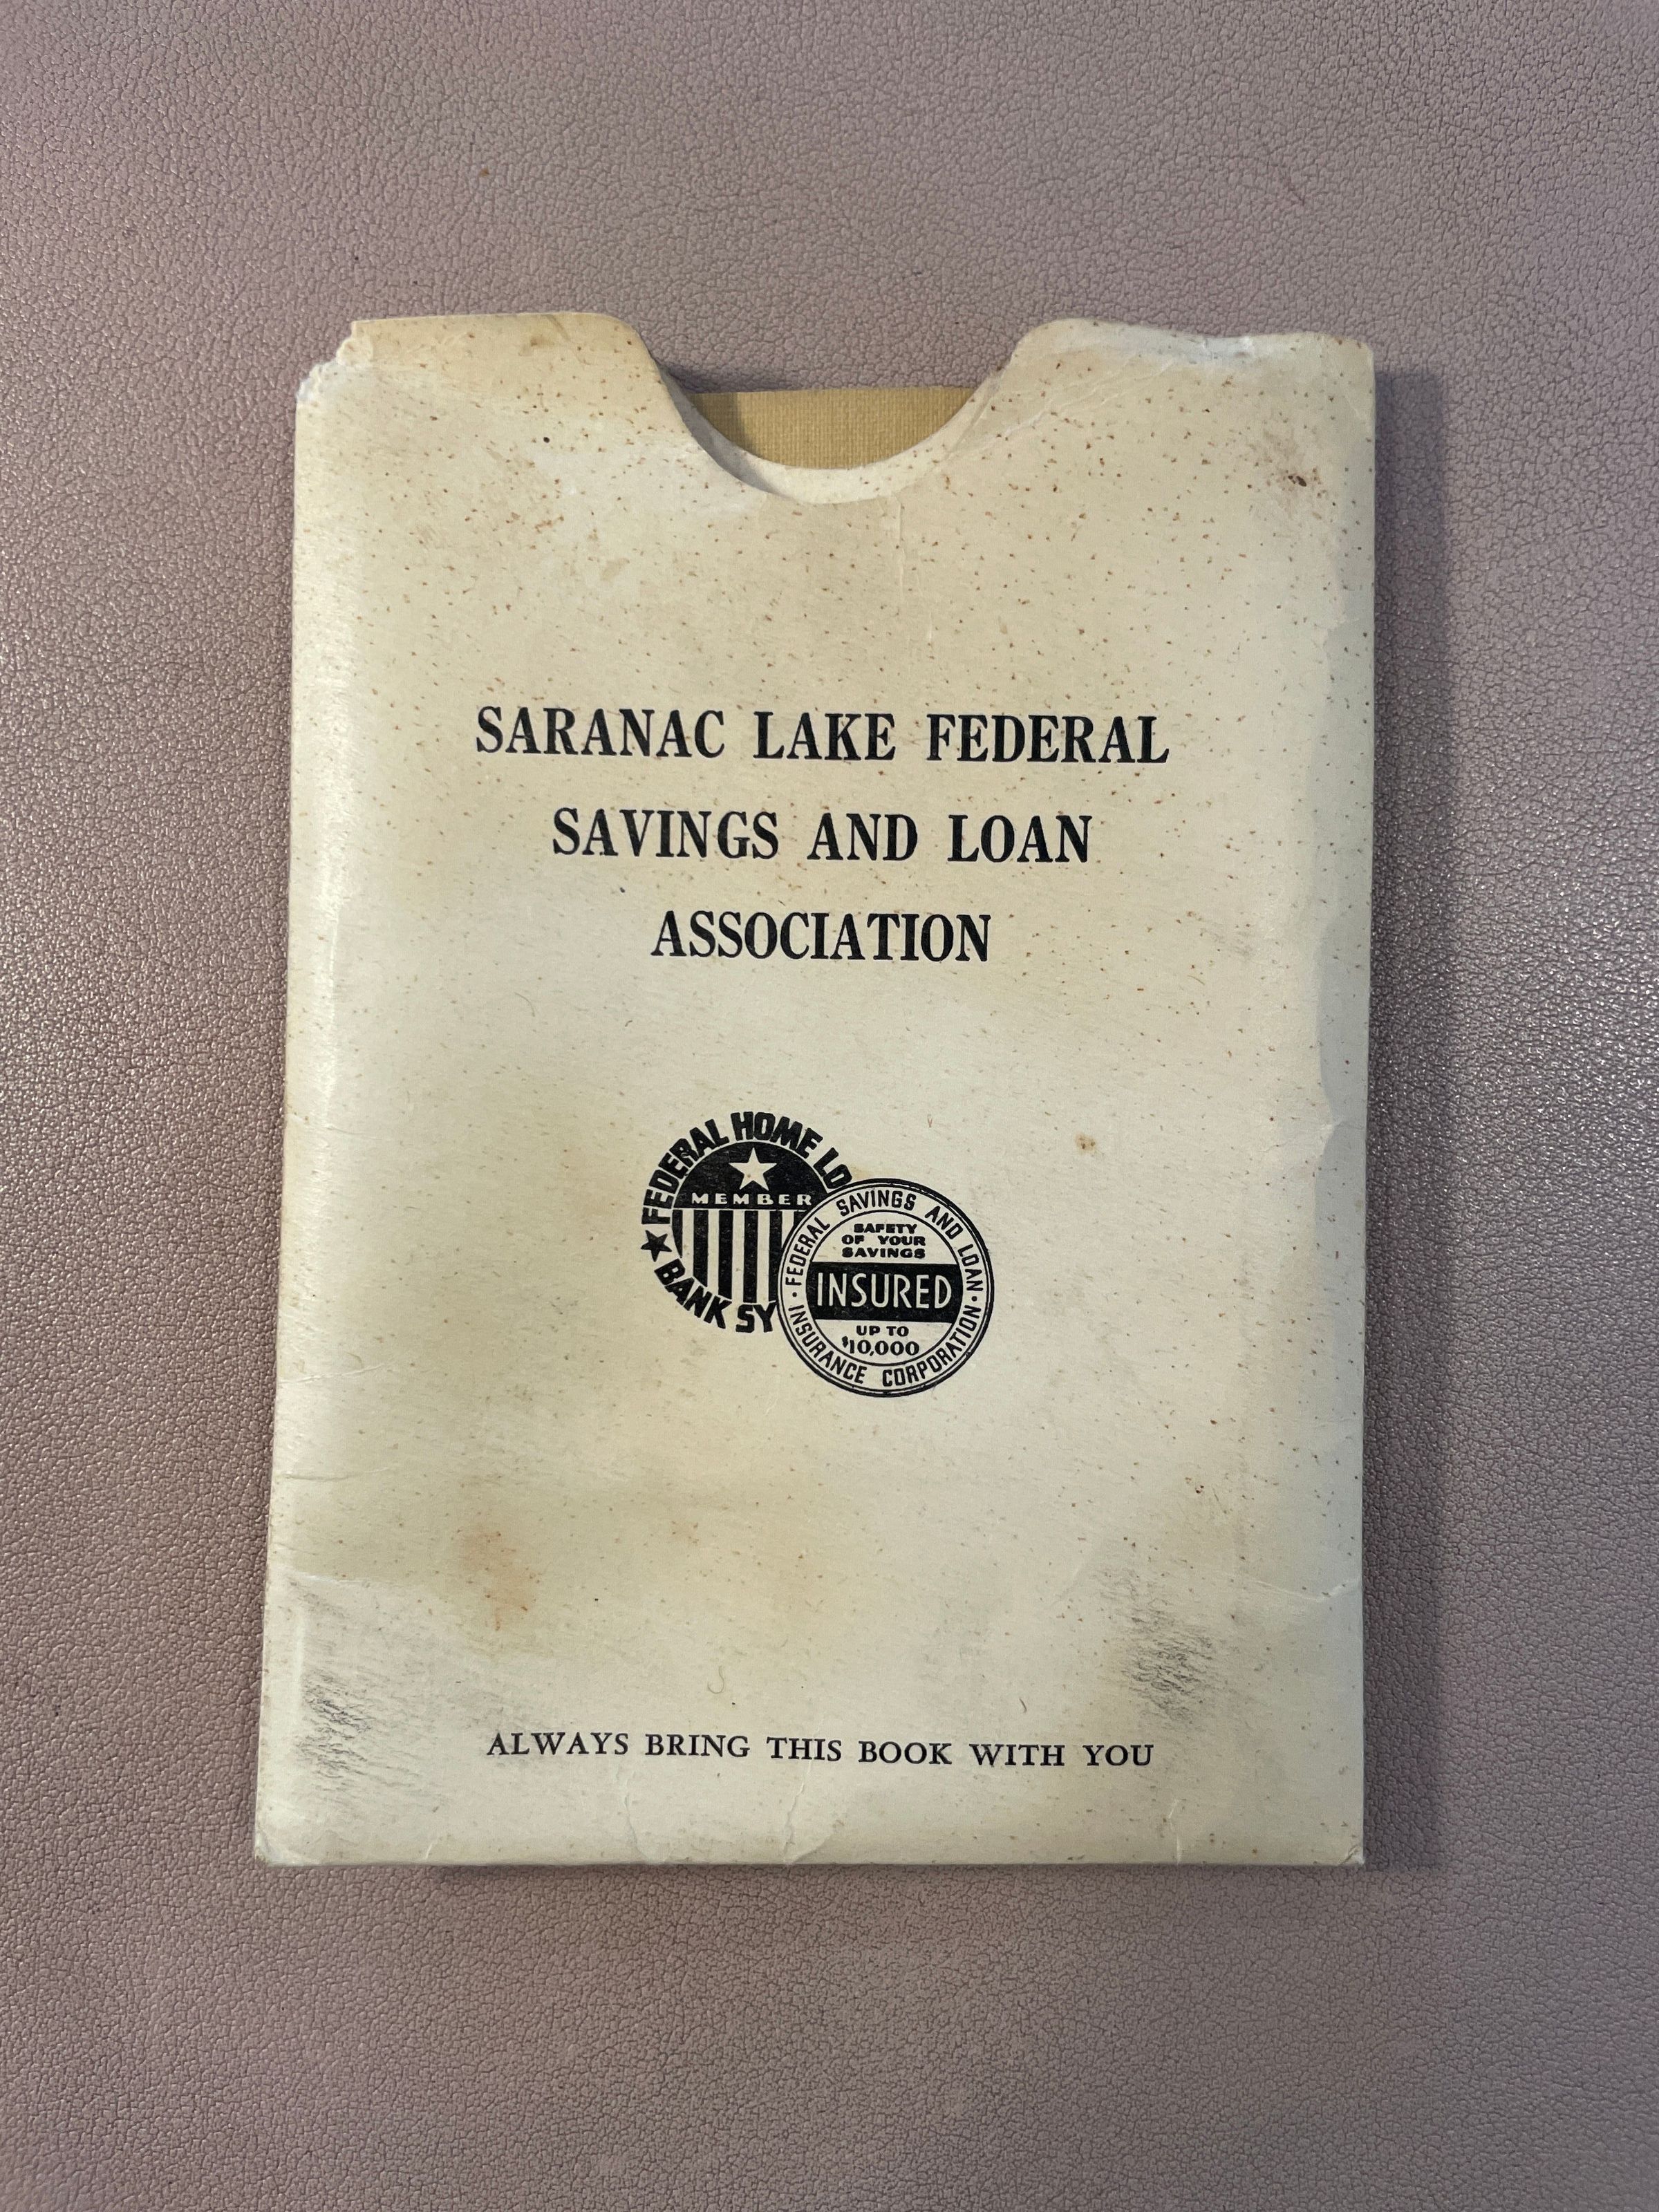 SARANAC LAKE FEDERAL
SAVINGS AND LOAN
ASSOCIATION
FEDERAL HOME LO
MEMBER
BANK SY
FEDERAL SAVINGS AND LOAN
SAFETY
OF YOUR
SAVINGS
INSURED
UP TO
$10,000
INSURANCE CORPORATION
ALWAYS BRING THIS BOOK WITH YOU